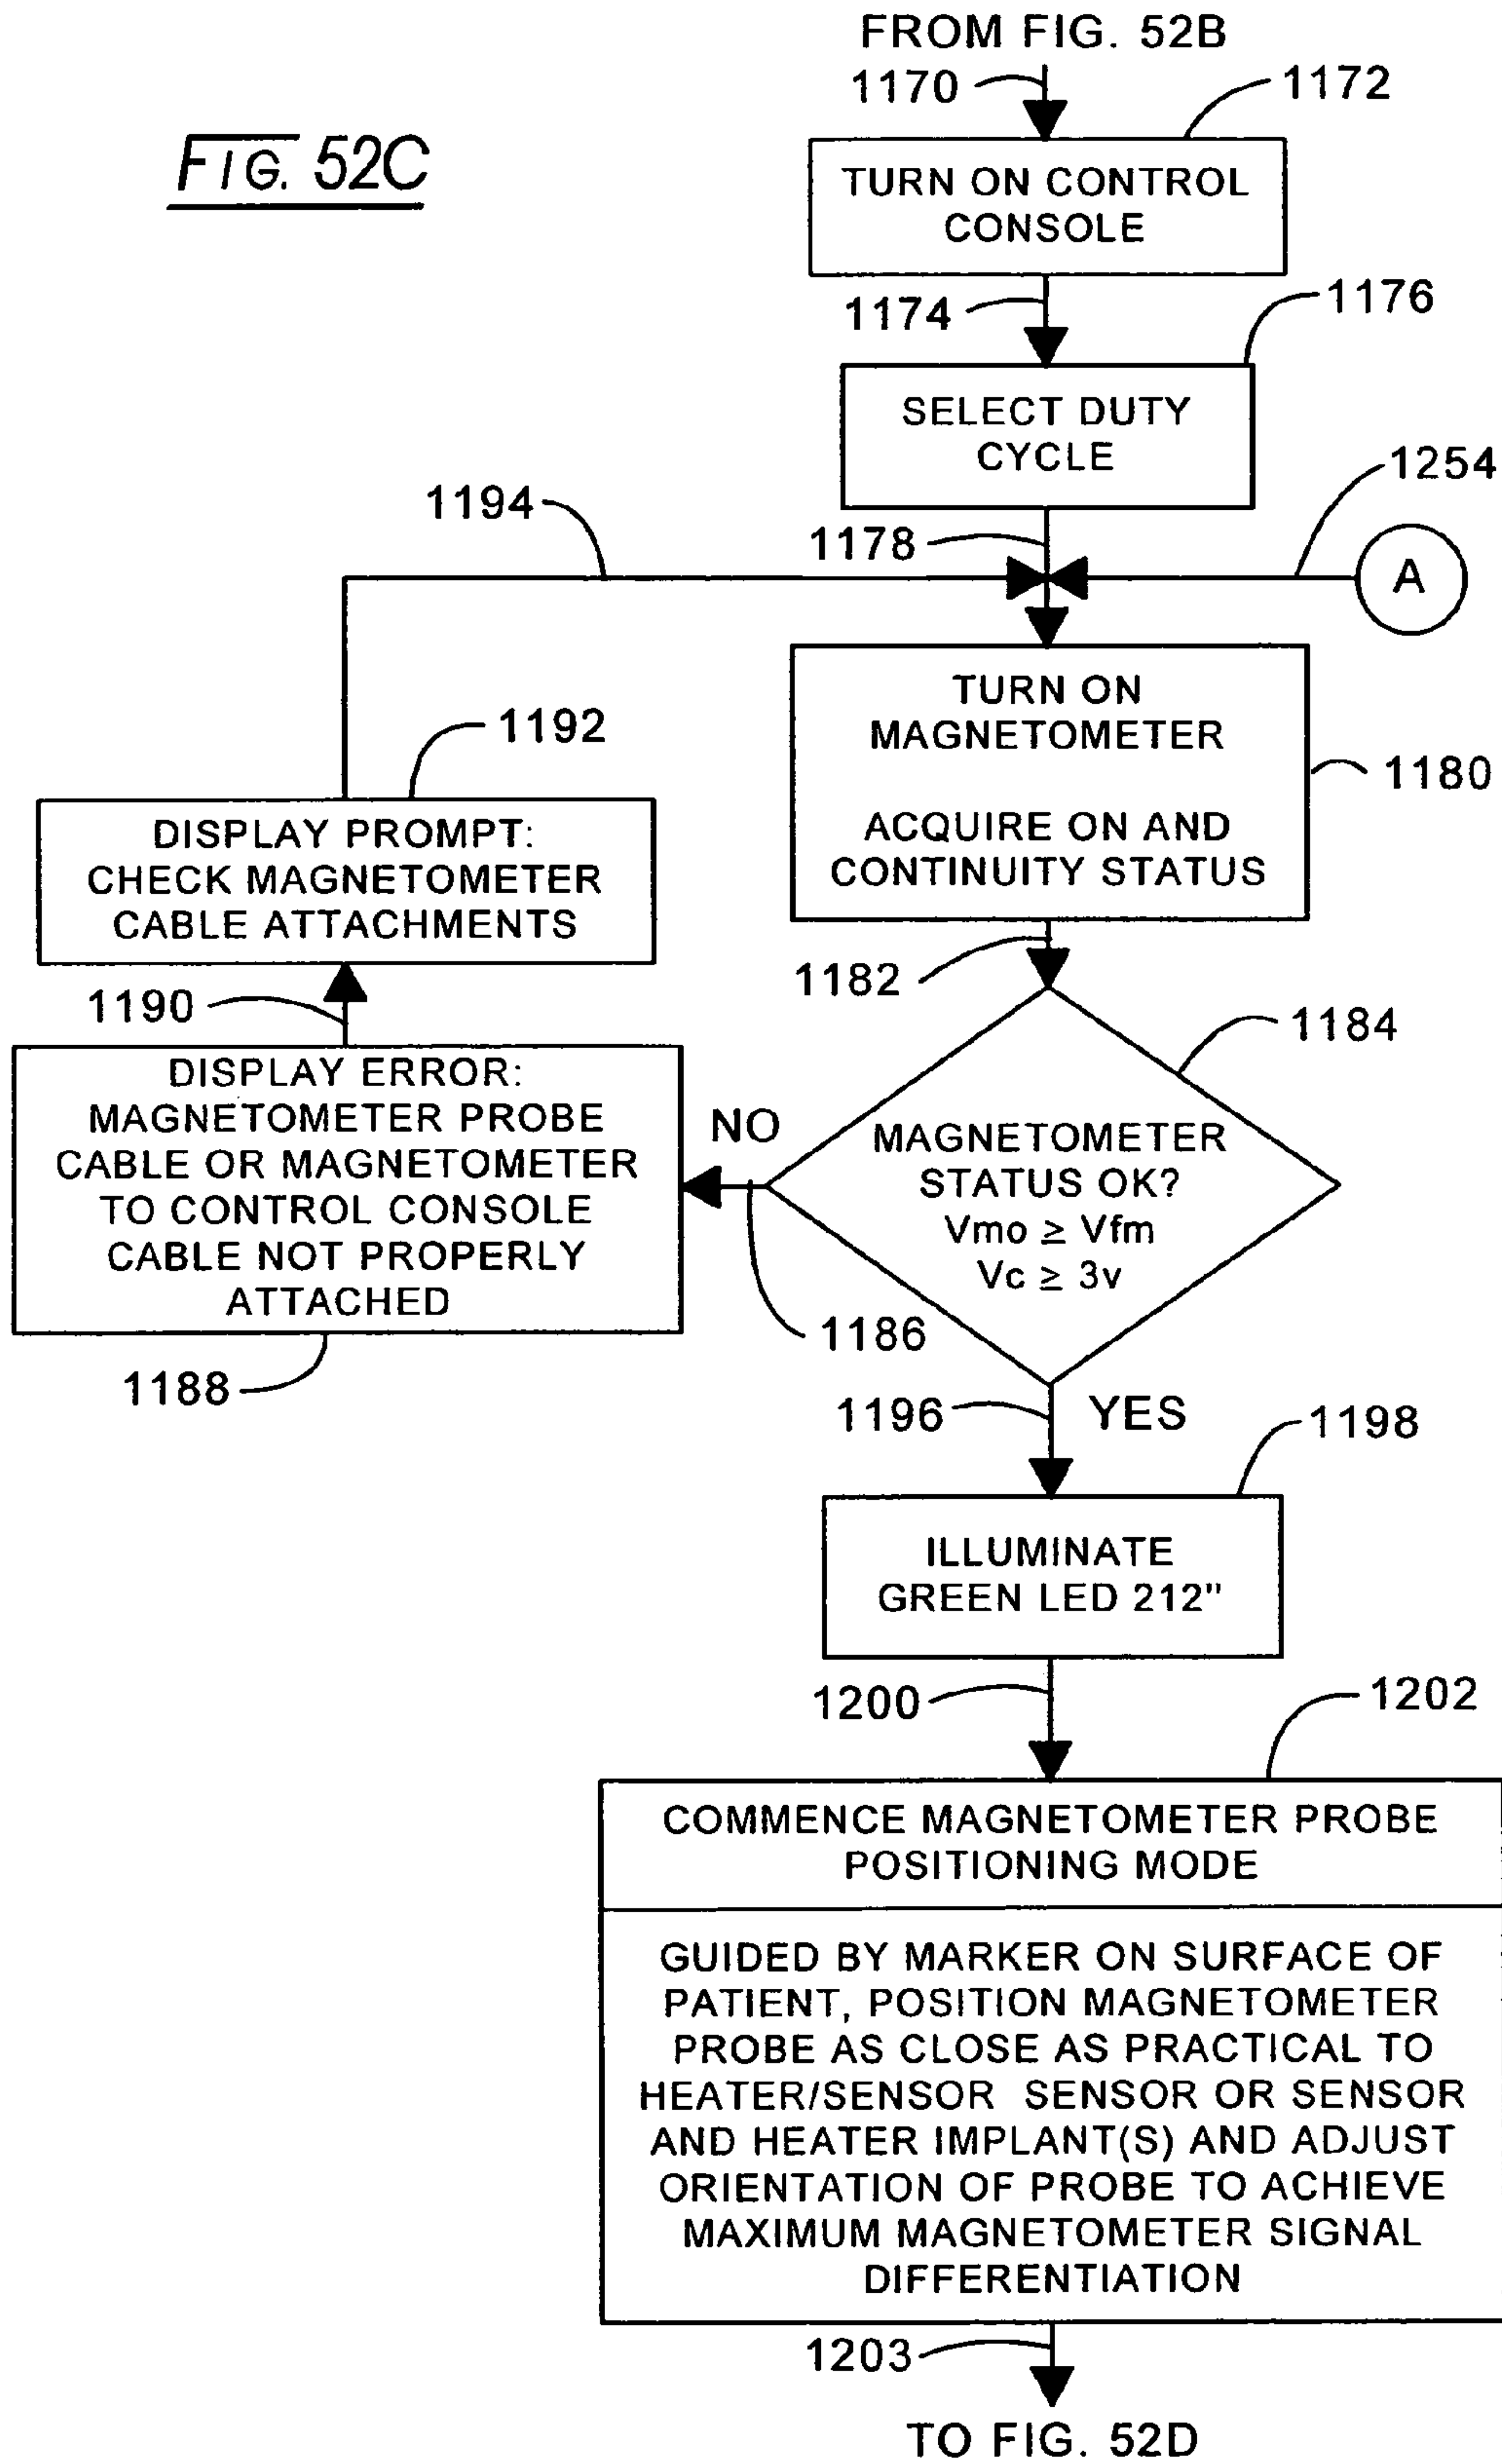 FROM FIG. 52B
1170
1172
FIG. 52C
TURN ON CONTROL
CONSOLE
1174
1176
SELECT DUTY
CYCLE
1254
1194
1178
A
TURN ON
MAGNETOMETER
ACQUIRE ON AND
CONTINUITY STATUS
1180
1192
DISPLAY PROMPT:
CHECK MAGNETOMETER
CABLE ATTACHMENTS
1182
1190
1184
DISPLAY ERROR:
MAGNETOMETER PROBE
CABLE OR MAGNETOMETER
TO CONTROL CONSOLE
CABLE NOT PROPERLY
ATTACHED
NO
MAGNETOMETER
STATUS OK?
Vmo ≥ Vfm
Vc ≥ 3v
1186
1188
1196
YES
1198
ILLUMINATE
GREEN LED 212"
1200
1202
COMMENCE MAGNETOMETER PROBE
POSITIONING MODE
GUIDED BY MARKER ON SURFACE OF
PATIENT, POSITION MAGNETOMETER
PROBE AS CLOSE AS PRACTICAL TO
HEATER/SENSOR SENSOR OR SENSOR
AND HEATER IMPLANT(S) AND ADJUST
ORIENTATION OF PROBE TO ACHIEVE
MAXIMUM MAGNETOMETER SIGNAL
DIFFERENTIATION
1203
TO FIG. 52D